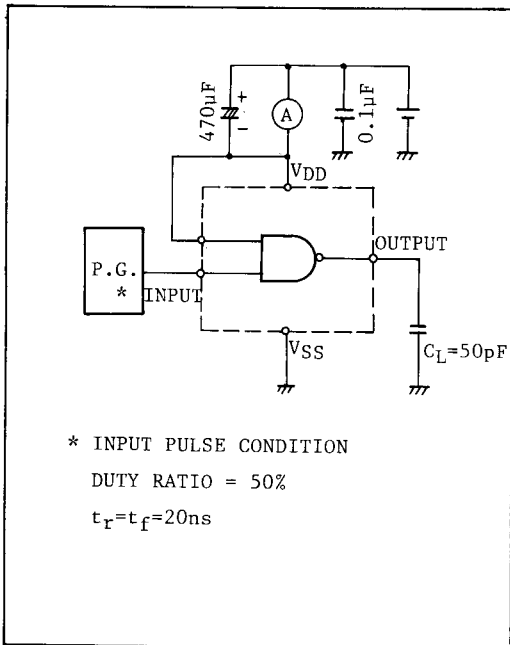 470μF
+
-
A
0.1μF
VDD
P.G.
*
INPUT
OUTPUT
VSS
CL=50pF
* INPUT PULSE CONDITION
DUTY RATIO = 50%
tr=tf=20ns